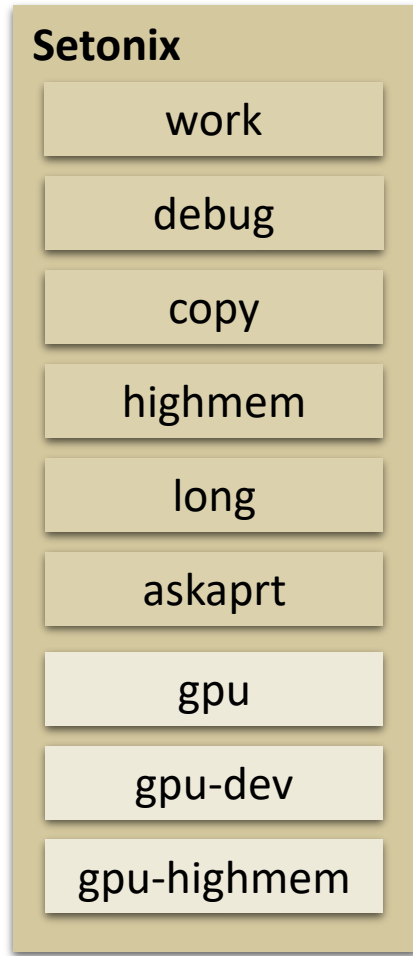 Setonix
work
debug
copy
highmem
long
askaprt
gpu
gpu-dev
gpu-highmem